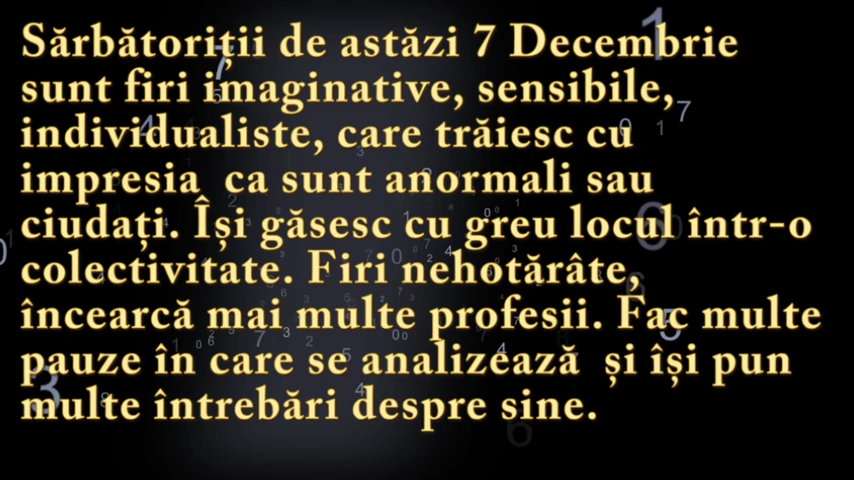 Sărbătoriții de astăzi 7 Decembrie
sunt firi imaginative, sensibile,
individualiste, care trăiesc cu
impresia ca sunt anormali sau
ciudați. Își găsesc cu greu locul într-o
colectivitate. Firi nehotărâte,
încearcă mai multe profesii. Fac multe
pauze în care se analizează și își pun
multe întrebări despre sine.